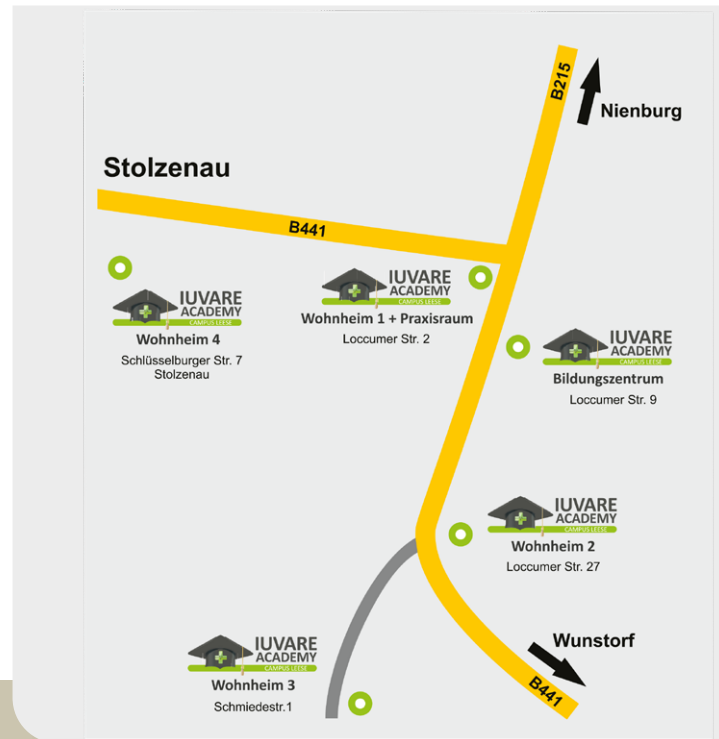 B215
Nienburg
Stolzenau
B441
IUVARE
ACADEMY
CAMPUS LEESE
Wohnheim 4
Schlüsselburger Str. 7
Stolzenau
IUVARE
ACADEMY
CAMPUS LEESE
Wohnheim 1 + Praxisraum
Loccumer Str. 2
IUVARE
ACADEMY
CAMPUS LEESE
Bildungszentrum
Loccumer Str. 9
IUVARE
ACADEMY
CAMPUS LEESE
Wohnheim 2
Loccumer Str. 27
IUVARE
ACADEMY
CAMPUS LEESE
Wohnheim 3
Schmiedestr.1
Wunstorf
B441